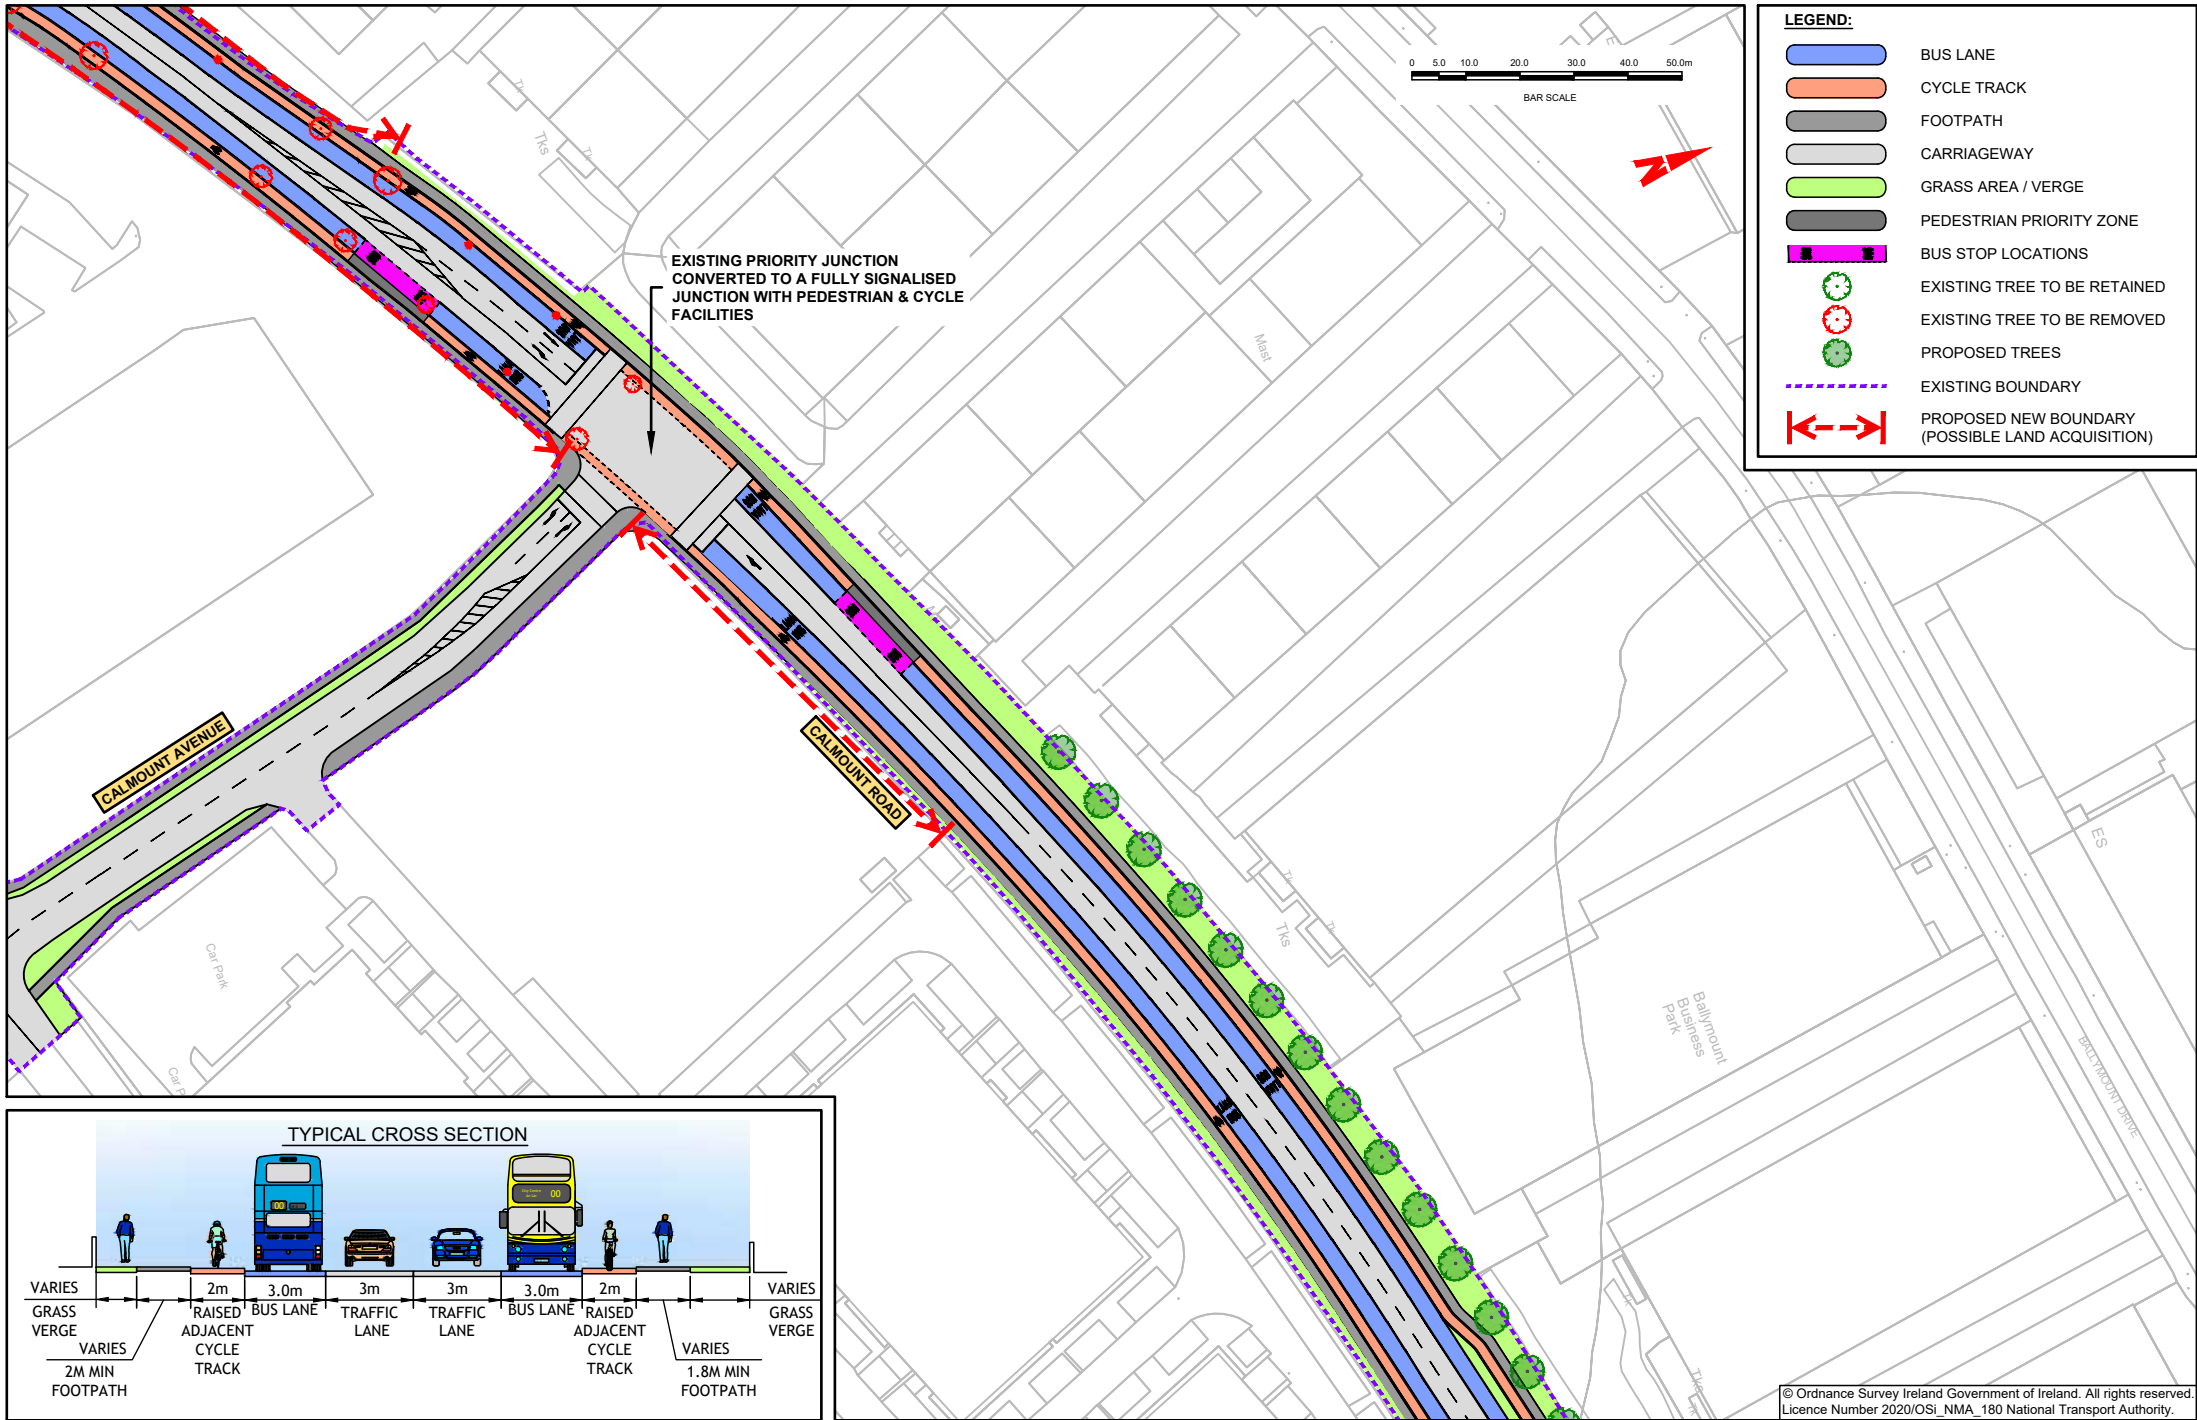 LEGEND:
BUS LANE
CYCLE TRACK
FOOTPATH
CARRIAGEWAY
GRASS AREA / VERGE
PEDESTRIAN PRIORITY ZONE
BUS STOP LOCATIONS
EXISTING TREE TO BE RETAINED
EXISTING TREE TO BE REMOVED
PROPOSED TREES
EXISTING BOUNDARY
PROPOSED NEW BOUNDARY
(POSSIBLE LAND ACQUISITION)
0 5.0 10.0 20.0 30.0 40.0 50.0m
BAR SCALE
N
EXISTING PRIORITY JUNCTION
CONVERTED TO A FULLY SIGNALISED
JUNCTION WITH PEDESTRIAN & CYCLE
FACILITIES
Tks
Mast
CALMOUNT AVENUE
CALMOUNT ROAD
Car Park
Tks
ES
Ballymount
Business
Park
BALLYMOUNT DRIVE
Tks
TYPICAL CROSS SECTION
00
00
VARIES
GRASS
VERGE
VARIES
2M MIN
FOOTPATH
2m
RAISED
ADJACENT
CYCLE
TRACK
3.0m
BUS LANE
3m
TRAFFIC
LANE
3m
TRAFFIC
LANE
3.0m
BUS LANE
2m
RAISED
ADJACENT
CYCLE
TRACK
VARIES
1.8M MIN
FOOTPATH
VARIES
GRASS
VERGE
© Ordnance Survey Ireland Government of Ireland. All rights reserved.
Licence Number 2020/OSi_NMA_180 National Transport Authority.